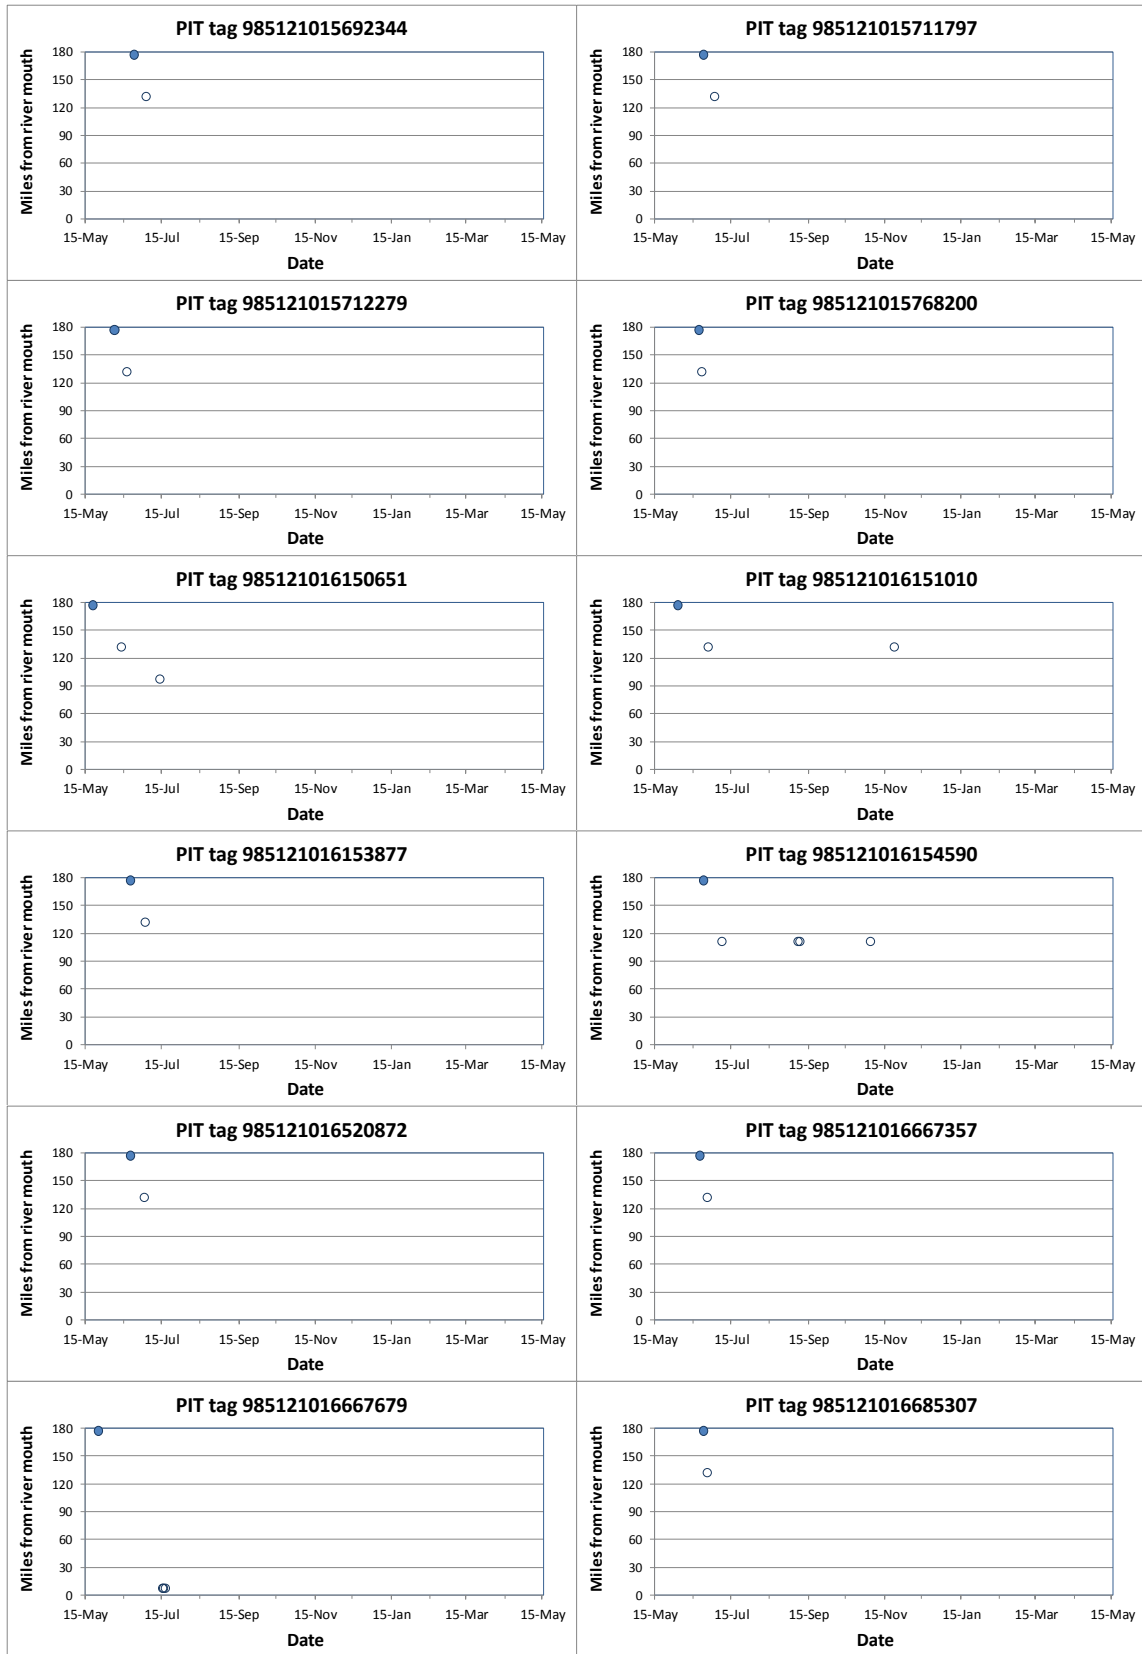 PIT tag 985121015692344
Miles from river mouth
180
150
120
90
60
30
0
15-May 15-Jul 15-Sep 15-Nov 15-Jan 15-Mar 15-May
Date
PIT tag 985121015711797
Miles from river mouth
180
150
120
90
60
30
0
15-May 15-Jul 15-Sep 15-Nov 15-Jan 15-Mar 15-May
Date
PIT tag 985121015712279
Miles from river mouth
180
150
120
90
60
30
0
15-May 15-Jul 15-Sep 15-Nov 15-Jan 15-Mar 15-May
Date
PIT tag 985121015768200
Miles from river mouth
180
150
120
90
60
30
0
15-May 15-Jul 15-Sep 15-Nov 15-Jan 15-Mar 15-May
Date
PIT tag 985121016150651
Miles from river mouth
180
150
120
90
60
30
0
15-May 15-Jul 15-Sep 15-Nov 15-Jan 15-Mar 15-May
Date
PIT tag 985121016151010
Miles from river mouth
180
150
120
90
60
30
0
15-May 15-Jul 15-Sep 15-Nov 15-Jan 15-Mar 15-May
Date
PIT tag 985121016153877
Miles from river mouth
180
150
120
90
60
30
0
15-May 15-Jul 15-Sep 15-Nov 15-Jan 15-Mar 15-May
Date
PIT tag 985121016154590
Miles from river mouth
180
150
120
90
60
30
0
15-May 15-Jul 15-Sep 15-Nov 15-Jan 15-Mar 15-May
Date
PIT tag 985121016520872
Miles from river mouth
180
150
120
90
60
30
0
15-May 15-Jul 15-Sep 15-Nov 15-Jan 15-Mar 15-May
Date
PIT tag 985121016667357
Miles from river mouth
180
150
120
90
60
30
0
15-May 15-Jul 15-Sep 15-Nov 15-Jan 15-Mar 15-May
Date
PIT tag 985121016667679
Miles from river mouth
180
150
120
90
60
30
0
15-May 15-Jul 15-Sep 15-Nov 15-Jan 15-Mar 15-May
Date
PIT tag 985121016685307
Miles from river mouth
180
150
120
90
60
30
0
15-May 15-Jul 15-Sep 15-Nov 15-Jan 15-Mar 15-May
Date